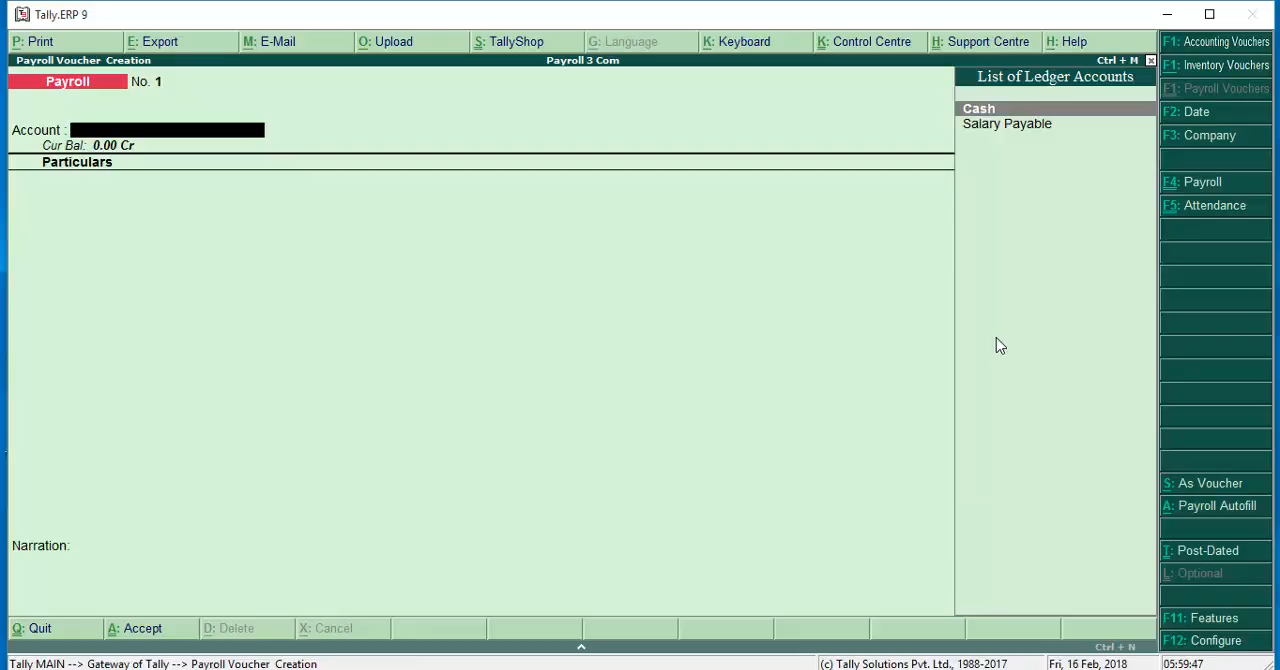 Tally.ERP 9
P: Print E: Export M: E-Mail O: Upload S: TallyShop G: Language K: Keyboard K: Control Centre H: Support Centre H: Help
Payroll Voucher Creation Payroll 3 Com Ctrl + M
Payroll No. 1
Account :
Cur Bal: 0.00 Cr
Particulars
Narration:
List of Ledger Accounts
Cash
Salary Payable
F1: Accounting Vouchers
F1: Inventory Vouchers
F1: Payroll Vouchers
F2: Date
F3: Company
F4: Payroll
F5: Attendance
S: As Voucher
A: Payroll Autofill
T: Post-Dated
L: Optional
F11: Features
F12: Configure
Q: Quit A: Accept D: Delete X: Cancel
Ctrl + N
Tally MAIN --> Gateway of Tally --> Payroll Voucher Creation (c) Tally Solutions Pvt. Ltd., 1988-2017 Fri, 16 Feb, 2018 05:59:47